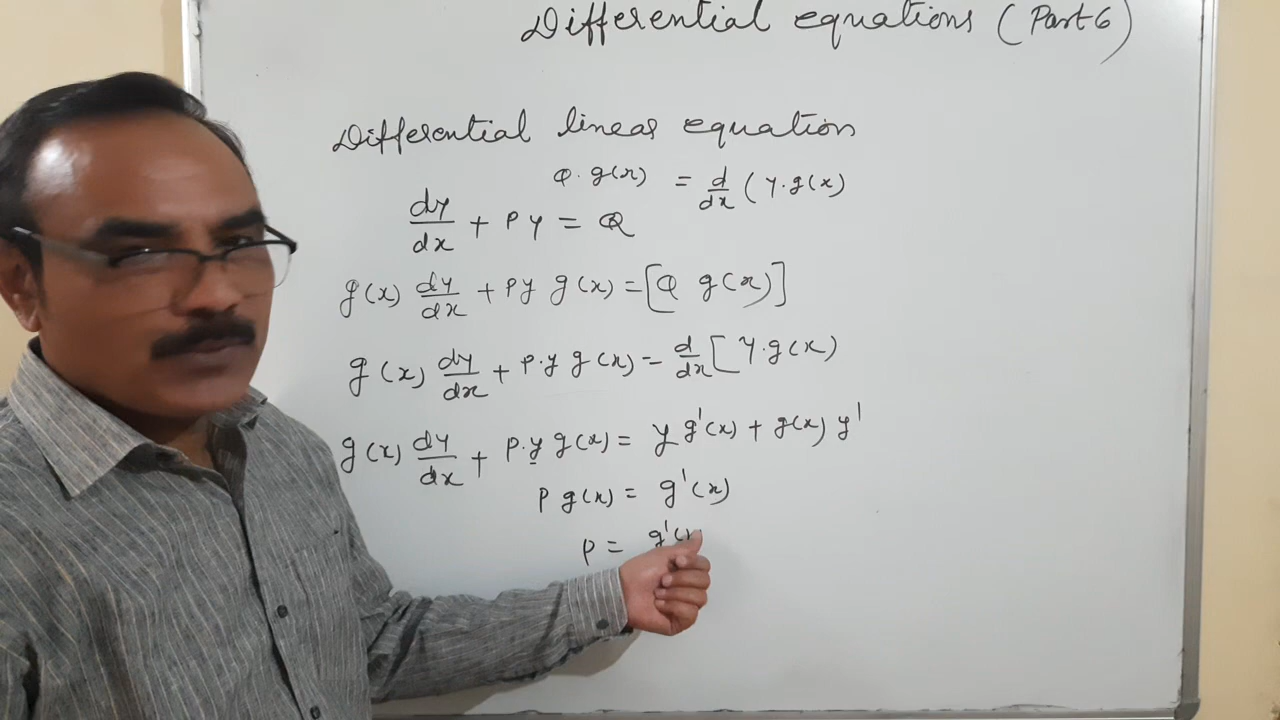 Differential equations (Part 6)
Differential linear equation
Q. g(x) = d/dx (y.g(x)
dy/dx + Py = Q
g(x) dy/dx + Py g(x) = [Q g(x)]
g(x) dy/dx + P.y g(x) = d/dx [y.g(x)
g(x) dy/dx + P.y g(x) = y g'(x) + g(x) y'
P g(x) = g'(x)
P = g'(x